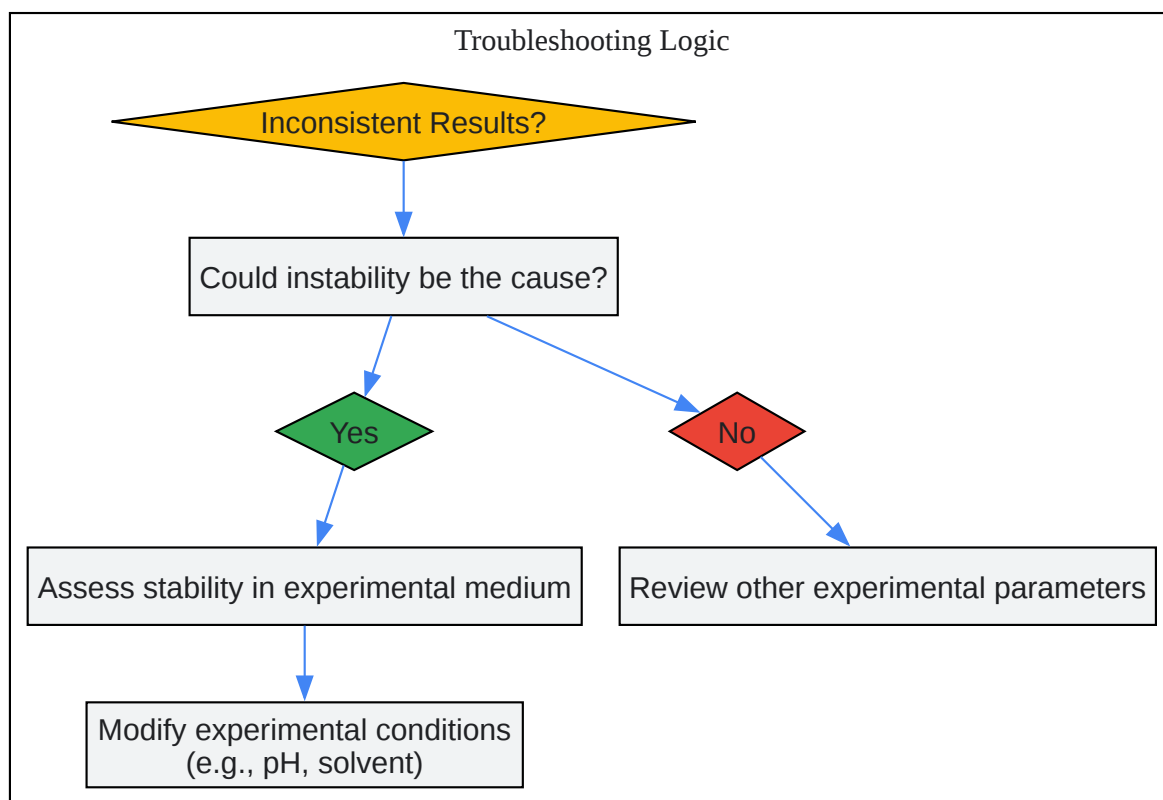 Troubleshooting Logic
Inconsistent Results?
Could instability be the cause?
Yes
No
Assess stability in experimental medium
Review other experimental parameters
Modify experimental conditions
(e.g., pH, solvent)